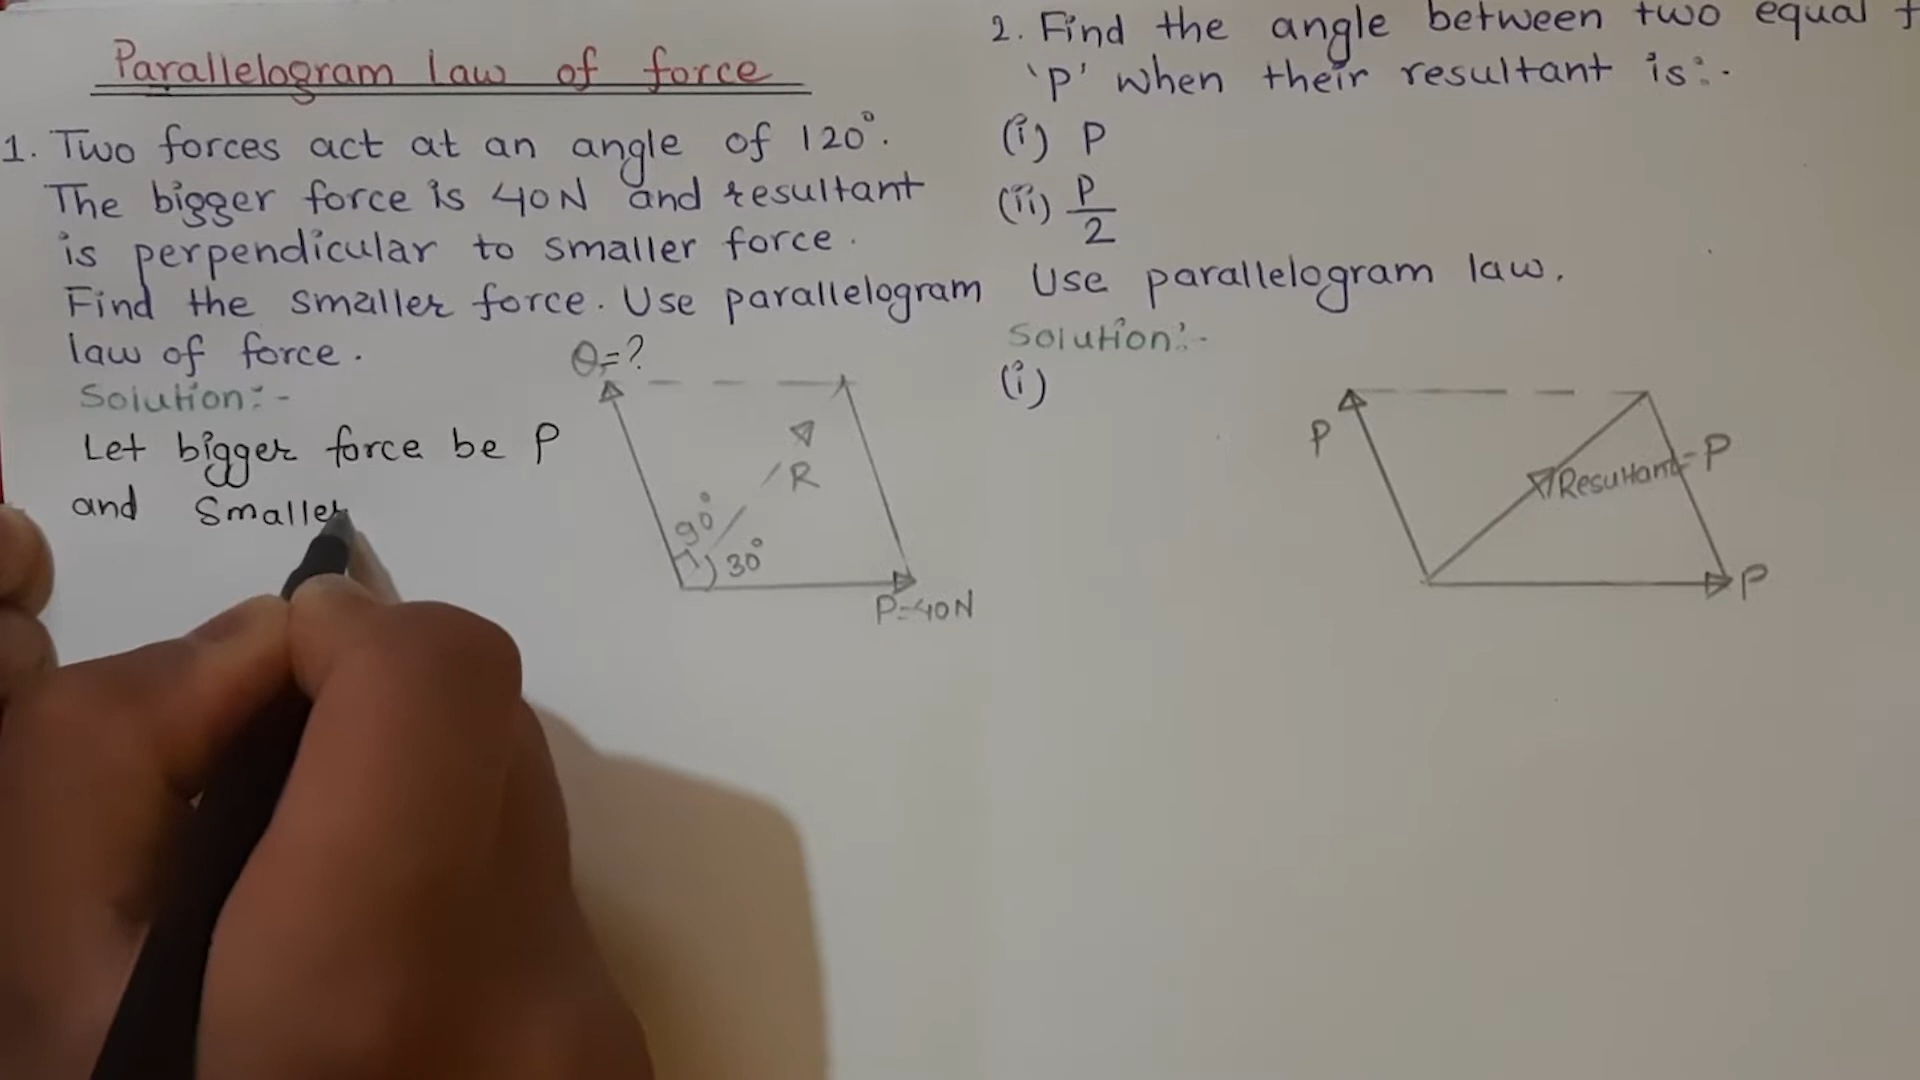 Parallelogram law of force
1. Two forces act at an angle of 120°.
The bigger force is 40N and resultant
is perpendicular to smaller force.
Find the smaller force. Use parallelogram
law of force.
Solution:-
Let bigger force be P
and Smaller
θ=?
90°
30°
R
P=40N
2. Find the angle between two equal f
'P' when their resultant is:-
(i) P
(ii) P/2
Use parallelogram law.
Solution:-
(i)
P
Resultant=P
P